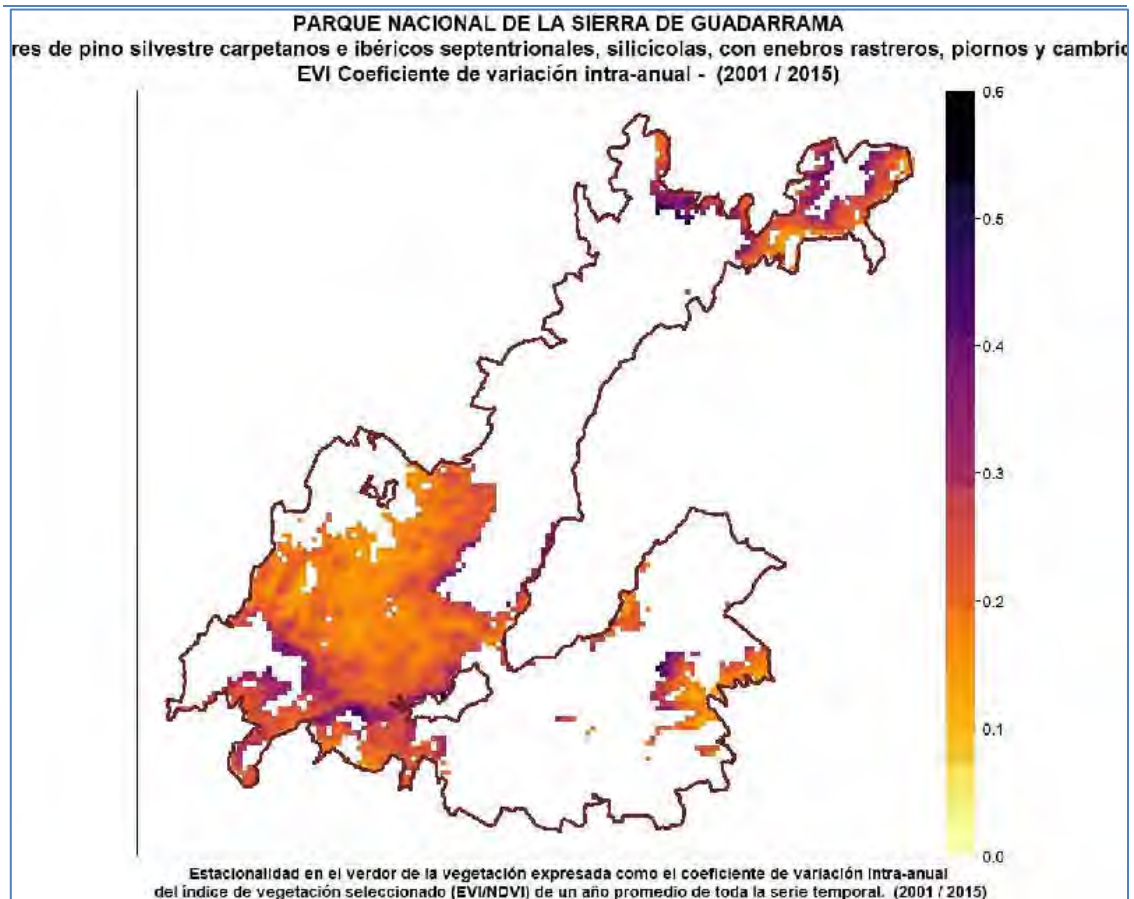 PARQUE NACIONAL DE LA SIERRA DE GUADARRAMA
res de pino silvestre carpetanos e ibéricos septentrionales, silicicolas, con enebros rastreros, piornos y cambric
EVI Coeficiente de variación intra-anual - (2001 / 2015)
0.6
0.5
0.4
0.3
0.2
0.1
0.0
Estacionalidad en el verdor de la vegetación expresada como el coeficiente de variación intra-anual
del índice de vegetación seleccionado (EVI/NDVI) de un año promedio de toda la serie temporal. (2001 / 2015)